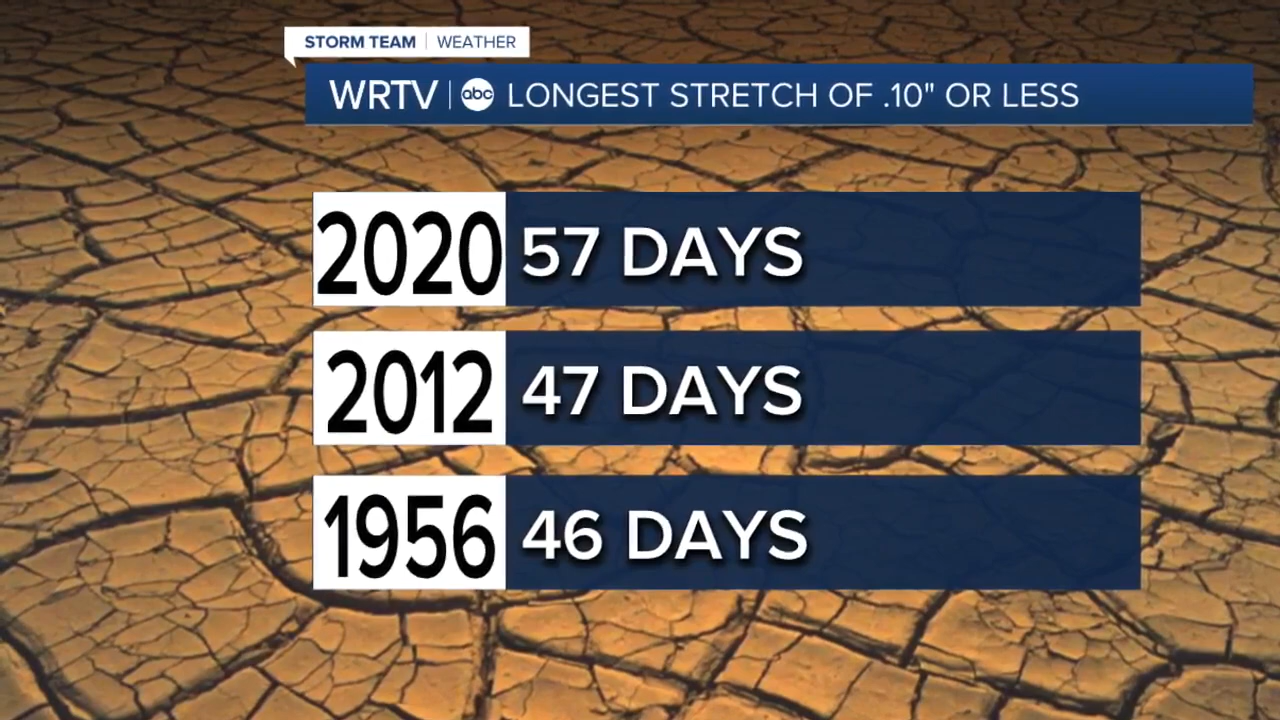 STORM TEAM | WEATHER
WRTV | abc LONGEST STRETCH OF .10" OR LESS
2020 57 DAYS
2012 47 DAYS
1956 46 DAYS